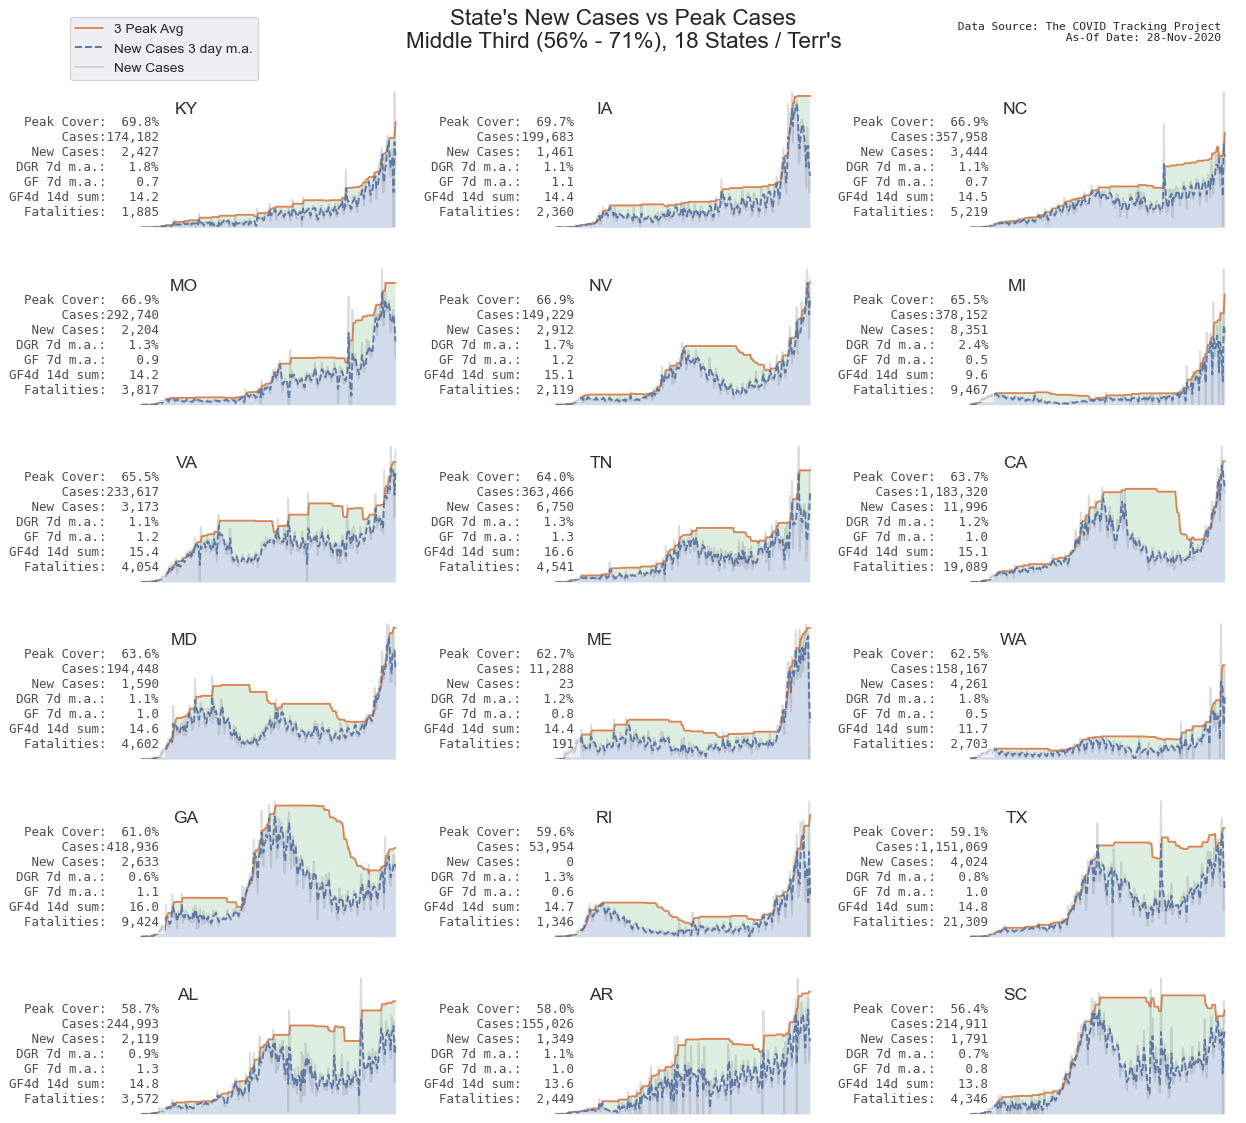 State's New Cases vs Peak Cases
Middle Third (56% - 71%), 18 States / Terr's
3 Peak Avg
New Cases 3 day m.a.
New Cases
Data Source: The COVID Tracking Project
As-Of Date: 28-Nov-2020
KY
Peak Cover: 69.8%
Cases:174,182
New Cases: 2,427
DGR 7d m.a.: 1.8%
GF 7d m.a.: 0.7
GF4d 14d sum: 14.2
Fatalities: 1,885
IA
Peak Cover: 69.7%
Cases:199,683
New Cases: 1,461
DGR 7d m.a.: 1.1%
GF 7d m.a.: 1.1
GF4d 14d sum: 14.4
Fatalities: 2,360
NC
Peak Cover: 66.9%
Cases:357,958
New Cases: 3,444
DGR 7d m.a.: 1.1%
GF 7d m.a.: 0.7
GF4d 14d sum: 14.5
Fatalities: 5,219
MO
Peak Cover: 66.9%
Cases:292,740
New Cases: 2,204
DGR 7d m.a.: 1.3%
GF 7d m.a.: 0.9
GF4d 14d sum: 14.2
Fatalities: 3,817
NV
Peak Cover: 66.9%
Cases:149,229
New Cases: 2,912
DGR 7d m.a.: 1.7%
GF 7d m.a.: 1.2
GF4d 14d sum: 15.1
Fatalities: 2,119
MI
Peak Cover: 65.5%
Cases:378,152
New Cases: 8,351
DGR 7d m.a.: 2.4%
GF 7d m.a.: 0.5
GF4d 14d sum: 9.6
Fatalities: 9,467
VA
Peak Cover: 65.5%
Cases:233,617
New Cases: 3,173
DGR 7d m.a.: 1.1%
GF 7d m.a.: 1.2
GF4d 14d sum: 15.4
Fatalities: 4,054
TN
Peak Cover: 64.0%
Cases:363,466
New Cases: 6,750
DGR 7d m.a.: 1.3%
GF 7d m.a.: 1.3
GF4d 14d sum: 16.6
Fatalities: 4,541
CA
Peak Cover: 63.7%
Cases:1,183,320
New Cases: 11,996
DGR 7d m.a.: 1.2%
GF 7d m.a.: 1.0
GF4d 14d sum: 15.1
Fatalities: 19,089
MD
Peak Cover: 63.6%
Cases:194,448
New Cases: 1,590
DGR 7d m.a.: 1.1%
GF 7d m.a.: 1.0
GF4d 14d sum: 14.6
Fatalities: 4,602
ME
Peak Cover: 62.7%
Cases: 11,288
New Cases: 23
DGR 7d m.a.: 1.2%
GF 7d m.a.: 0.8
GF4d 14d sum: 14.4
Fatalities: 191
WA
Peak Cover: 62.5%
Cases:158,167
New Cases: 4,261
DGR 7d m.a.: 1.8%
GF 7d m.a.: 0.5
GF4d 14d sum: 11.7
Fatalities: 2,703
GA
Peak Cover: 61.0%
Cases:418,936
New Cases: 2,633
DGR 7d m.a.: 0.6%
GF 7d m.a.: 1.1
GF4d 14d sum: 16.0
Fatalities: 9,424
RI
Peak Cover: 59.6%
Cases: 53,954
New Cases: 0
DGR 7d m.a.: 1.3%
GF 7d m.a.: 0.6
GF4d 14d sum: 14.7
Fatalities: 1,346
TX
Peak Cover: 59.1%
Cases:1,151,069
New Cases: 4,024
DGR 7d m.a.: 0.8%
GF 7d m.a.: 1.0
GF4d 14d sum: 14.8
Fatalities: 21,309
AL
Peak Cover: 58.7%
Cases:244,993
New Cases: 2,119
DGR 7d m.a.: 0.9%
GF 7d m.a.: 1.3
GF4d 14d sum: 14.8
Fatalities: 3,572
AR
Peak Cover: 58.0%
Cases:155,026
New Cases: 1,349
DGR 7d m.a.: 1.1%
GF 7d m.a.: 1.0
GF4d 14d sum: 13.6
Fatalities: 2,449
SC
Peak Cover: 56.4%
Cases:214,911
New Cases: 1,791
DGR 7d m.a.: 0.7%
GF 7d m.a.: 0.8
GF4d 14d sum: 13.8
Fatalities: 4,346